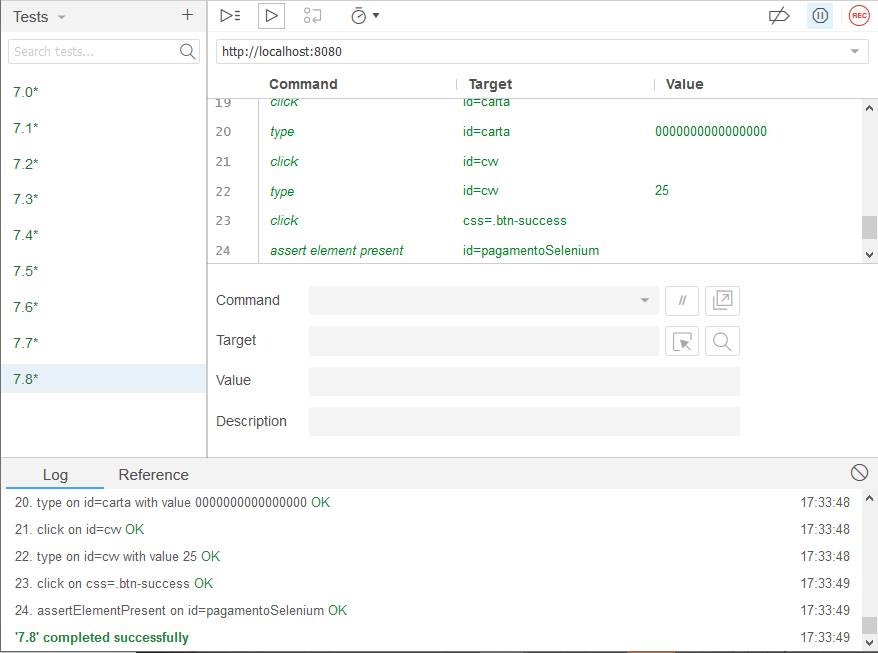 Tests
+
REC
Search tests...
http://localhost:8080
Command Target Value
7.0*
7.1*
7.2*
7.3*
7.4*
7.5*
7.6*
7.7*
7.8*
19 click id=carta
20 type id=carta 0000000000000000
21 click id=cvv
22 type id=cvv 25
23 click css=.btn-success
24 assert element present id=pagamentoSelenium
Command //
Target
Value
Description
Log Reference
20. type on id=carta with value 0000000000000000 OK 17:33:48
21. click on id=cvv OK 17:33:48
22. type on id=cvv with value 25 OK 17:33:48
23. click on css=.btn-success OK 17:33:49
24. assertElementPresent on id=pagamentoSelenium OK 17:33:49
'7.8' completed successfully 17:33:49